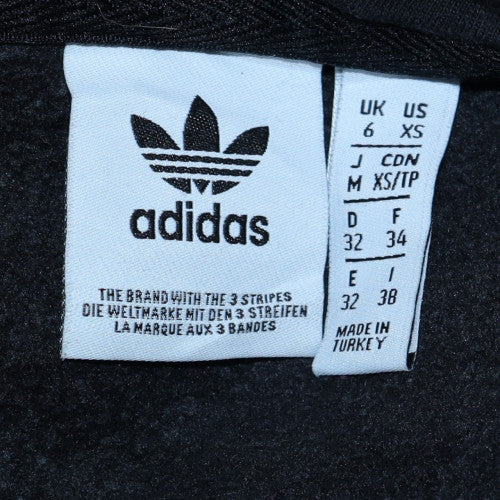 adidas
THE BRAND WITH THE 3 STRIPES
DIE WELTMARKE MIT DEN 3 STREIFEN
LA MARQUE AUX 3 BANDES
UK US
6 XS
J CDN
M XS/TP
D F
32 34
E I
32 38
MADE IN
TURKEY